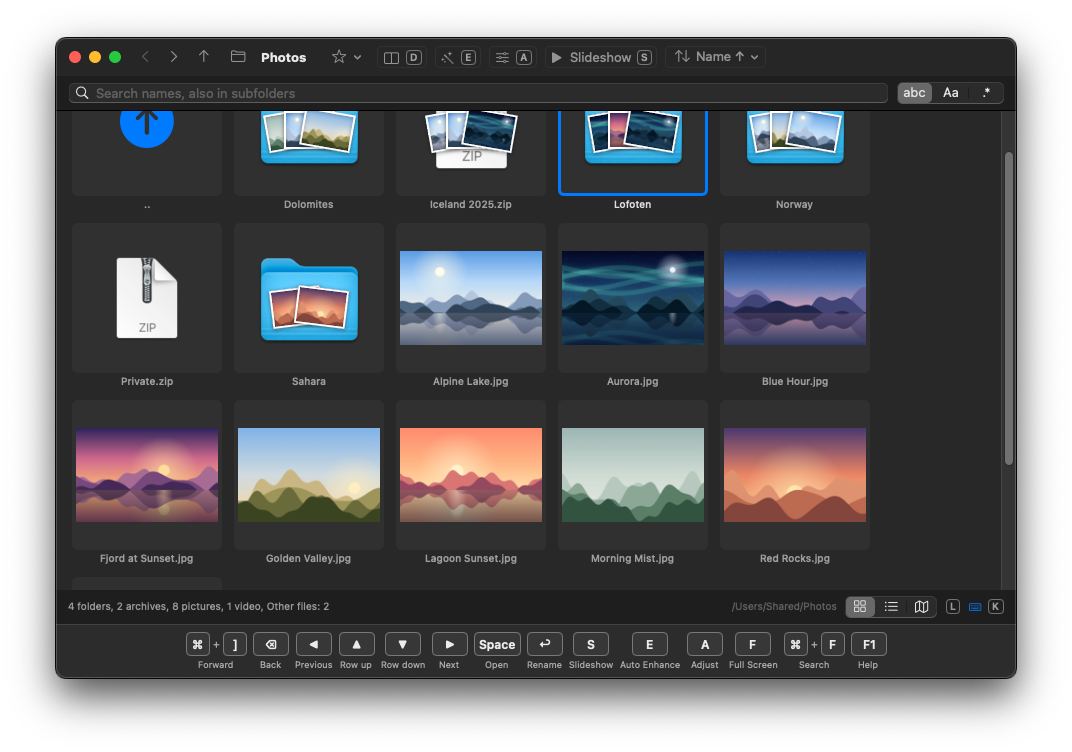 Photos
D
E
A
Slideshow S
Name
Search names, also in subfolders
abc
Aa
.*
ZIP
..
Dolomites
Iceland 2025.zip
Lofoten
Norway
ZIP
Private.zip
Sahara
Alpine Lake.jpg
Aurora.jpg
Blue Hour.jpg
Fjord at Sunset.jpg
Golden Valley.jpg
Lagoon Sunset.jpg
Morning Mist.jpg
Red Rocks.jpg
4 folders, 2 archives, 8 pictures, 1 video, Other files: 2
/Users/Shared/Photos
L
K
⌘ + ]
Forward
Back
Previous
Row up
Row down
Next
Space
Open
Rename
S
Slideshow
E
Auto Enhance
A
Adjust
F
Full Screen
⌘ + F
Search
F1
Help